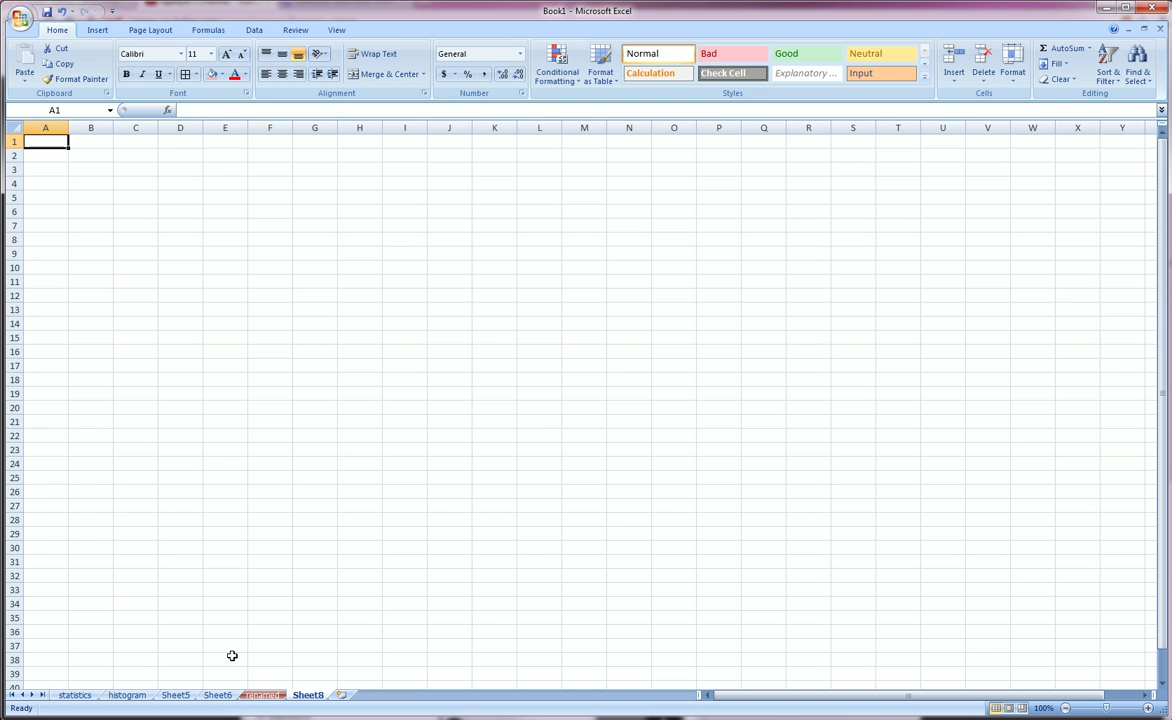 Book1 - Microsoft Excel
Home Insert Page Layout Formulas Data Review View
Paste
Cut
Copy
Format Painter
Clipboard
Calibri 11
B I U A
Font
Wrap Text
Merge & Center
Alignment
General
$ % ,
Number
Conditional Formatting
Format as Table
Normal Bad Good Neutral
Calculation Check Cell Explanatory ... Input
Styles
Insert Delete Format
Cells
Σ AutoSum
Fill
Clear
Sort & Filter
Find & Select
Editing
A1 fx
A B C D E F G H I J K L M N O P Q R S T U V W X Y
1
2
3
4
5
6
7
8
9
10
11
12
13
14
15
16
17
18
19
20
21
22
23
24
25
26
27
28
29
30
31
32
33
34
35
36
37
38
39
40
statistics histogram Sheet5 Sheet6 renamed Sheet8
Ready 100%